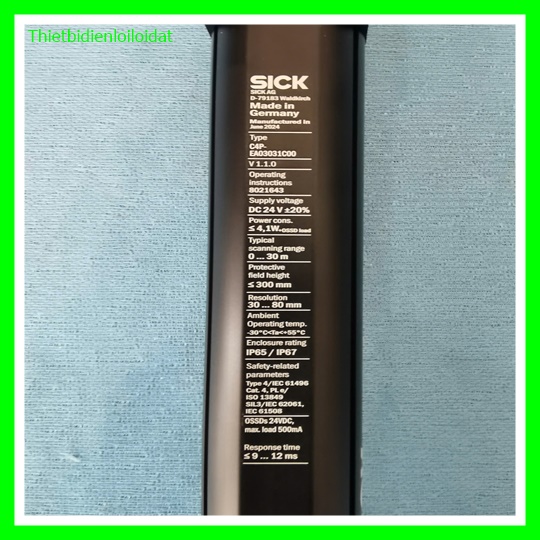 Thietbidienloiloidat
SICK
SICK AG
D-79183 Waldkirch
Made in
Germany
Manufactured in
June 2024
Type
C4P-
EA03031C00
V 1.1.0
Operating
instructions
8021643
Supply voltage
DC 24 V ±20%
Power cons.
≤ 4,1W+OSSD load
Typical
scanning range
0 ... 30 m
Protective
field height
≤ 300 mm
Resolution
30 ... 80 mm
Ambient
Operating temp.
-30°C<Ta<+55°C
Enclosure rating
IP65 / IP67
Safety-related
parameters
Type 4/IEC 61496
Cat. 4, PL e/
ISO 13849
SIL3/IEC 62061,
IEC 61508
OSSDs 24VDC,
max. load 500mA
Response time
≤ 9 ... 12 ms